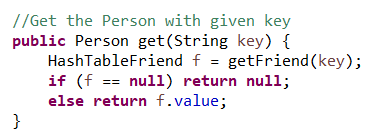 //Get the Person with given key
public Person get(String key) {
    HashTableFriend f = getFriend(key);
    if (f == null) return null;
    else return f.value;
}